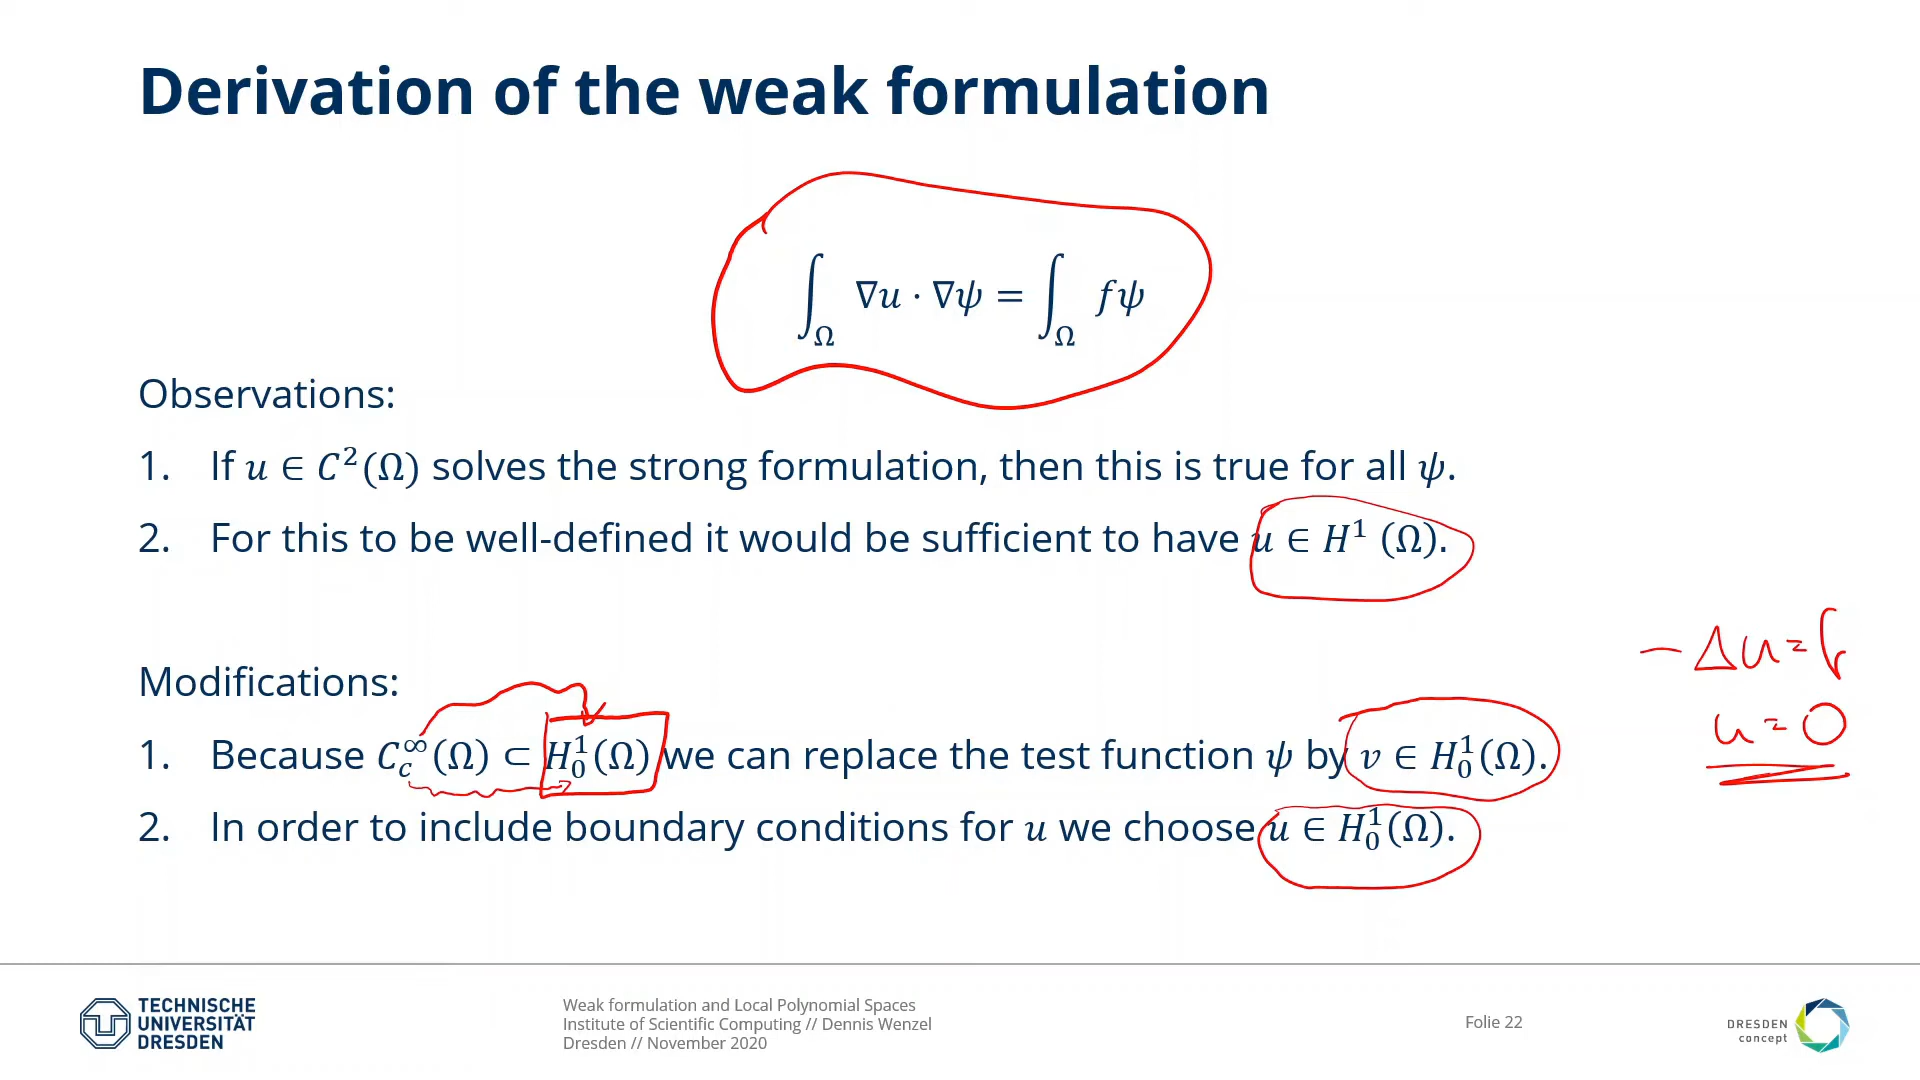 Derivation of the weak formulation
∫_Ω ∇u · ∇ψ = ∫_Ω fψ
Observations:
1. If u ∈ C²(Ω) solves the strong formulation, then this is true for all ψ.
2. For this to be well-defined it would be sufficient to have u ∈ H¹ (Ω).
−Δu=f
u=0
Modifications:
1. Because C_c^∞(Ω) ⊂ H_0^1(Ω) we can replace the test function ψ by v ∈ H_0^1(Ω).
2. In order to include boundary conditions for u we choose u ∈ H_0^1(Ω).
TECHNISCHE
UNIVERSITÄT
DRESDEN
Weak formulation and Local Polynomial Spaces
Institute of Scientific Computing // Dennis Wenzel
Dresden // November 2020
Folie 22
DRESDEN
concept